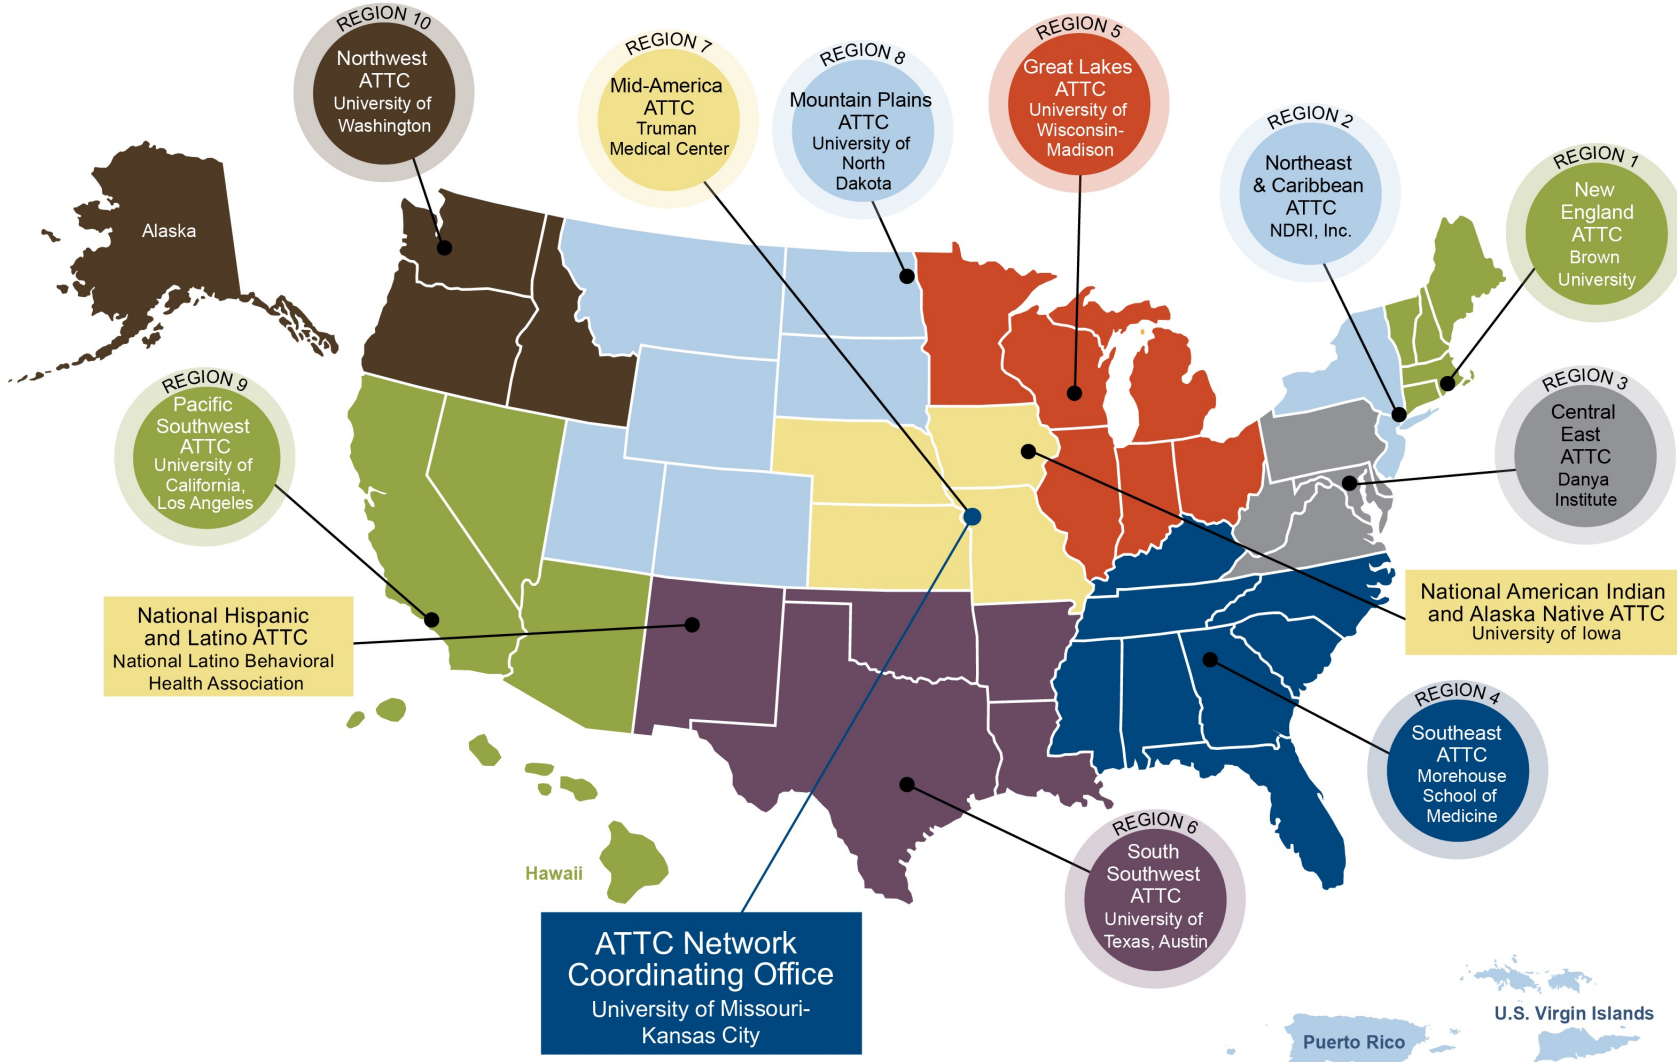 REGION 10
Northwest
ATTC
University of
Washington
REGION 7
Mid-America
ATTC
Truman
Medical Center
REGION 8
Mountain Plains
ATTC
University of
North
Dakota
REGION 5
Great Lakes
ATTC
University of
Wisconsin-
Madison
REGION 2
Northeast
& Caribbean
ATTC
NDRI, Inc.
REGION 1
New
England
ATTC
Brown
University
Alaska
REGION 9
Pacific
Southwest
ATTC
University of
California,
Los Angeles
REGION 3
Central
East
ATTC
Danya
Institute
National Hispanic
and Latino ATTC
National Latino Behavioral
Health Association
National American Indian
and Alaska Native ATTC
University of Iowa
REGION 4
Southeast
ATTC
Morehouse
School of
Medicine
REGION 6
South
Southwest
ATTC
University of
Texas, Austin
Hawaii
ATTC Network
Coordinating Office
University of Missouri-
Kansas City
U.S. Virgin Islands
Puerto Rico